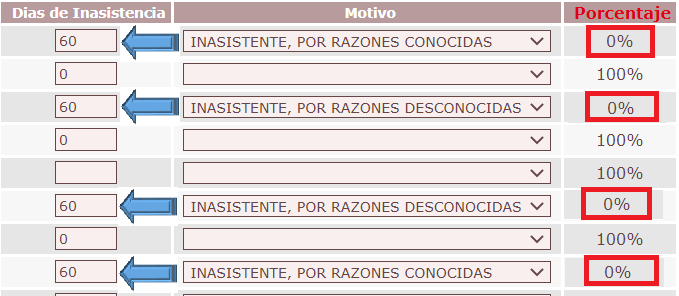 Dias de Inasistencia Motivo Porcentaje
60 INASISTENTE, POR RAZONES CONOCIDAS 0%
0 100%
60 INASISTENTE, POR RAZONES DESCONOCIDAS 0%
0 100%
100%
60 INASISTENTE, POR RAZONES DESCONOCIDAS 0%
0 100%
60 INASISTENTE, POR RAZONES CONOCIDAS 0%